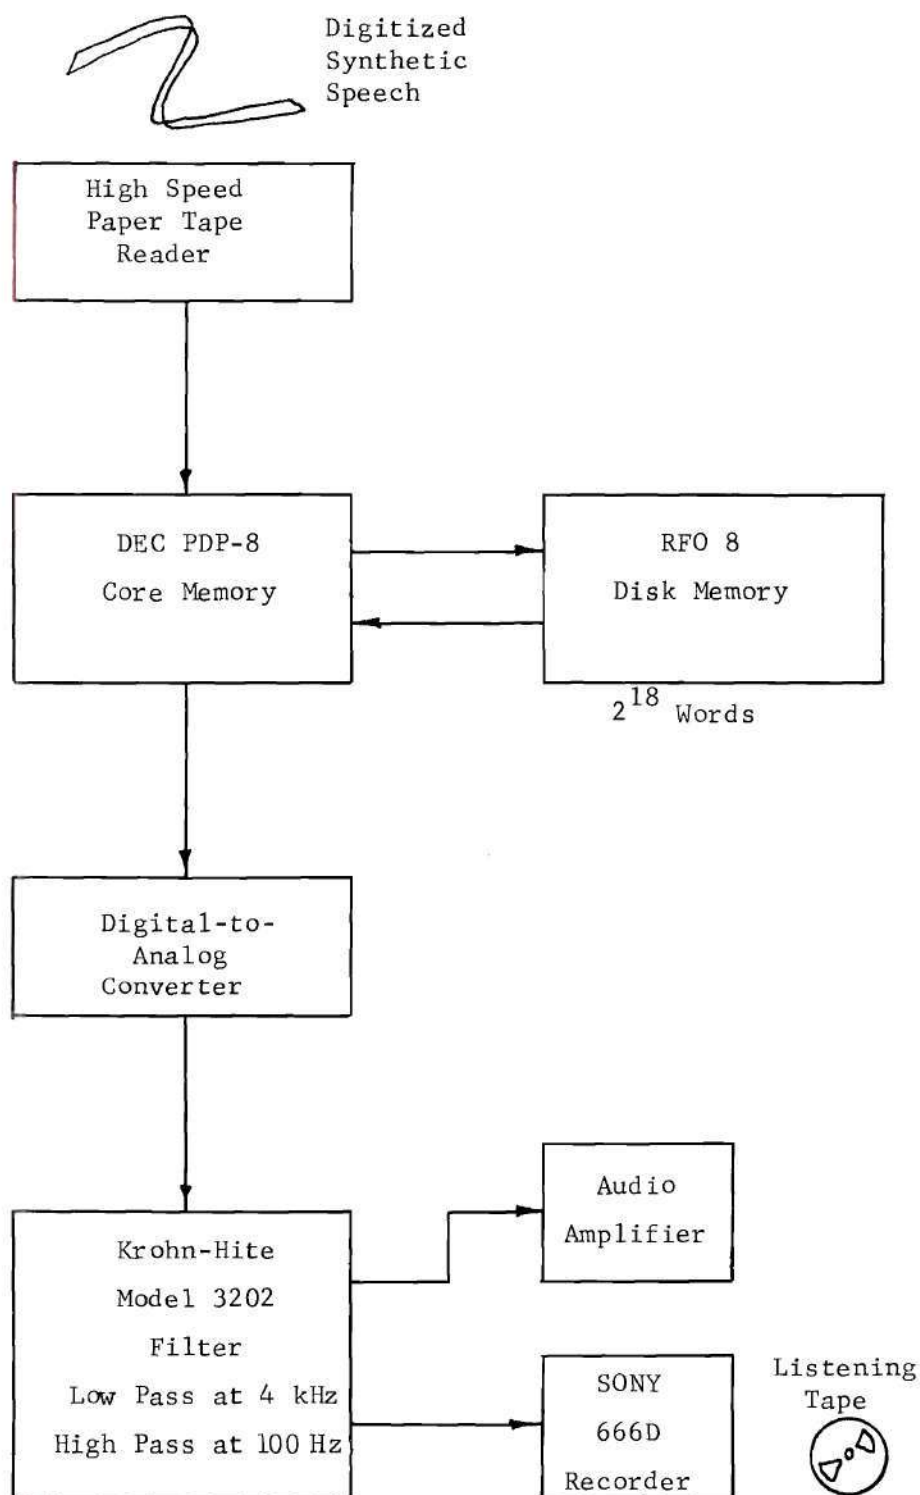 Digitized
Synthetic
Speech
High Speed
Paper Tape
Reader
DEC PDP-8
Core Memory
RFO 8
Disk Memory
2^18 Words
Digital-to-
Analog
Converter
Audio
Amplifier
Krohn-Hite
Model 3202
Filter
Low Pass at 4 kHz
High Pass at 100 Hz
SONY
666D
Recorder
Listening
Tape